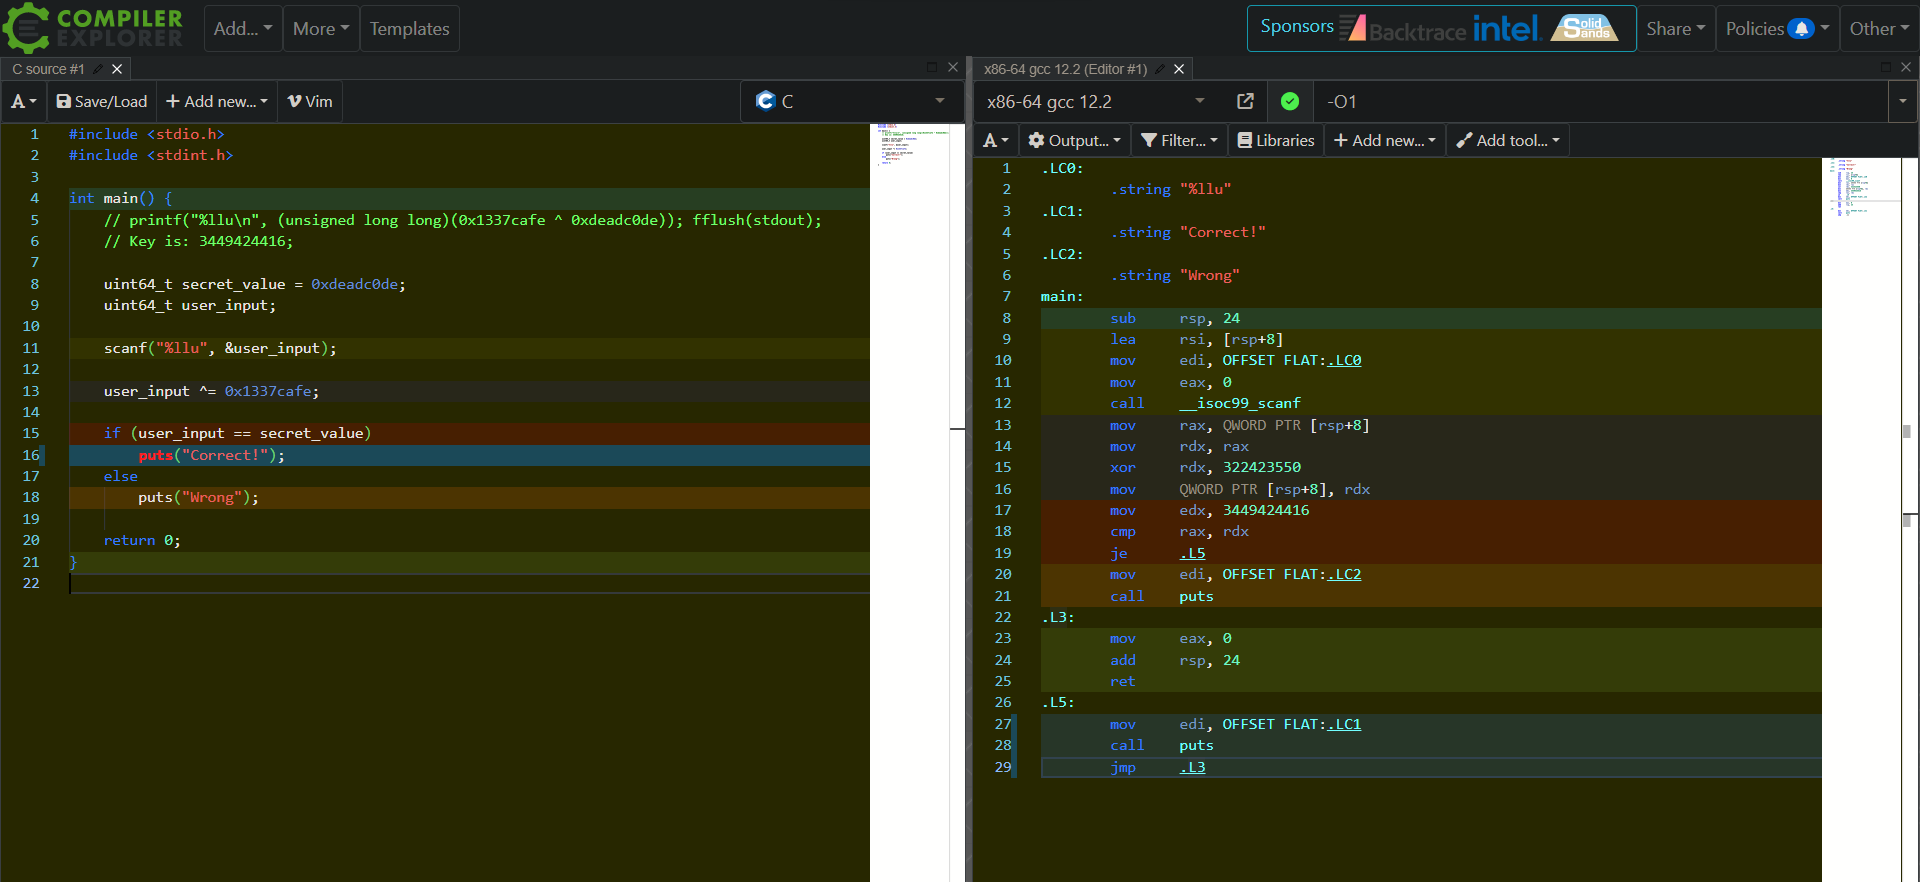 COMPILER
EXPLORER
Add...
More
Templates
Sponsors
Backtrace
intel.
Solid
Sands
Share
Policies
Other
C source #1
A
Save/Load
+ Add new...
Vim
C
1 #include <stdio.h>
2 #include <stdint.h>
3
4 int main() {
5 // printf("%llu\n", (unsigned long long)(0x1337cafe ^ 0xdeadc0de)); fflush(stdout);
6 // Key is: 3449424416;
7
8 uint64_t secret_value = 0xdeadc0de;
9 uint64_t user_input;
10
11 scanf("%llu", &user_input);
12
13 user_input ^= 0x1337cafe;
14
15 if (user_input == secret_value)
16 puts("Correct!");
17 else
18 puts("Wrong");
19
20 return 0;
21 }
22
x86-64 gcc 12.2 (Editor #1)
x86-64 gcc 12.2
-O1
A
Output...
Filter...
Libraries
+ Add new...
Add tool...
1 .LC0:
2 .string "%llu"
3 .LC1:
4 .string "Correct!"
5 .LC2:
6 .string "Wrong"
7 main:
8 sub rsp, 24
9 lea rsi, [rsp+8]
10 mov edi, OFFSET FLAT:.LC0
11 mov eax, 0
12 call __isoc99_scanf
13 mov rax, QWORD PTR [rsp+8]
14 mov rdx, rax
15 xor rdx, 322423550
16 mov QWORD PTR [rsp+8], rdx
17 mov edx, 3449424416
18 cmp rax, rdx
19 je .L5
20 mov edi, OFFSET FLAT:.LC2
21 call puts
22 .L3:
23 mov eax, 0
24 add rsp, 24
25 ret
26 .L5:
27 mov edi, OFFSET FLAT:.LC1
28 call puts
29 jmp .L3